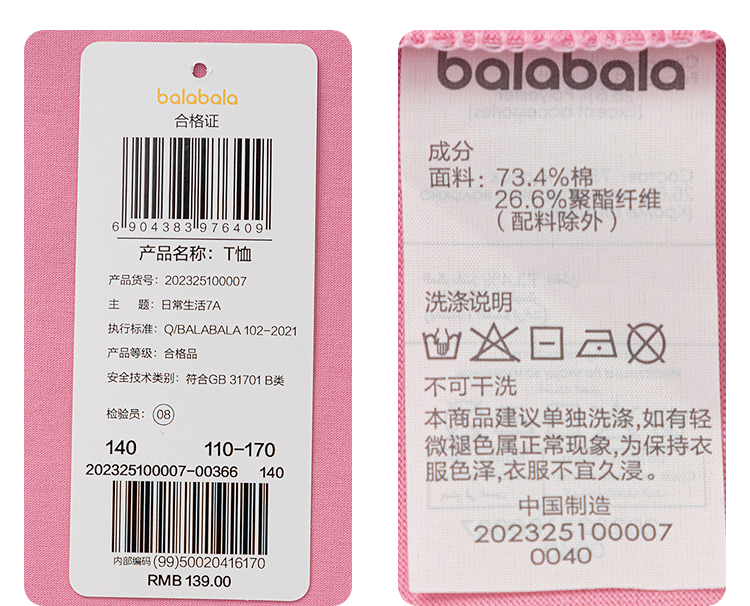 balabala
合格证
6904383976409
产品名称：T恤
产品货号：202325100007
主 题：日常生活7A
执行标准：Q/BALABALA 102-2021
产品等级：合格品
安全技术类别：符合GB 31701 B类
检验员：08
140 110-170
202325100007-00366 140
内部编码 (99)50020416170
RMB 139.00
balabala
成分
面料：73.4%棉
26.6%聚酯纤维
（配料除外）
洗涤说明
不可干洗
本商品建议单独洗涤,如有轻
微褪色属正常现象,为保持衣
服色泽,衣服不宜久浸。
中国制造
202325100007
0040